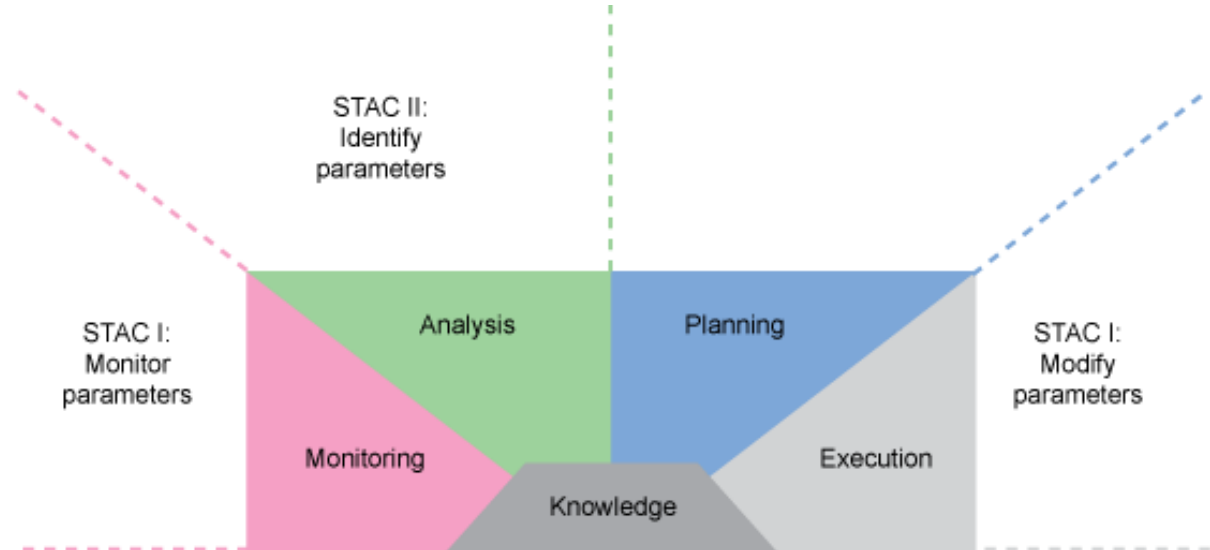 STAC II:
Identify
parameters
STAC I:
Monitor
parameters
Analysis
Planning
STAC I:
Modify
parameters
Monitoring
Execution
Knowledge